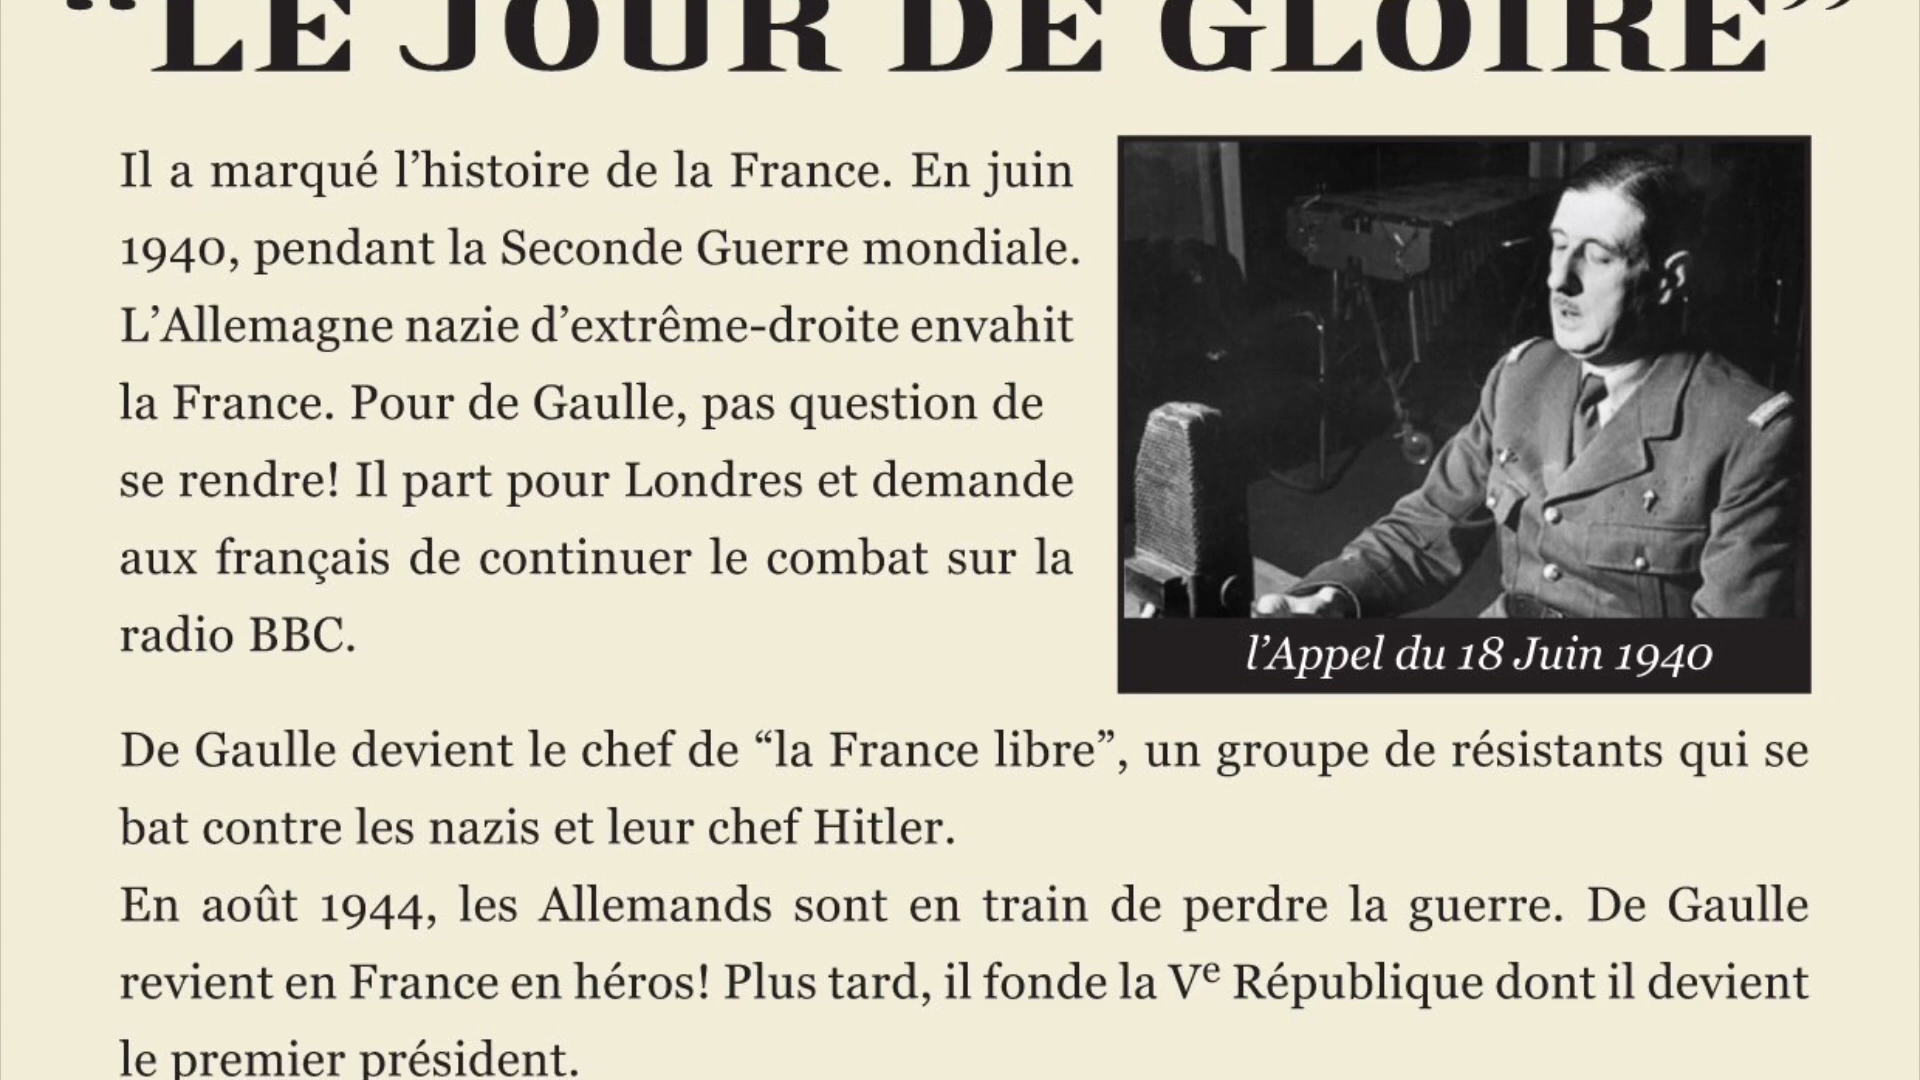 “LE JOUR DE GLOIRE”
Il a marqué l’histoire de la France. En juin
1940, pendant la Seconde Guerre mondiale.
L’Allemagne nazie d’extrême-droite envahit
la France. Pour de Gaulle, pas question de
se rendre! Il part pour Londres et demande
aux français de continuer le combat sur la
radio BBC.
l’Appel du 18 Juin 1940
De Gaulle devient le chef de “la France libre”, un groupe de résistants qui se
bat contre les nazis et leur chef Hitler.
En août 1944, les Allemands sont en train de perdre la guerre. De Gaulle
revient en France en héros! Plus tard, il fonde la Vᵉ République dont il devient
le premier président.